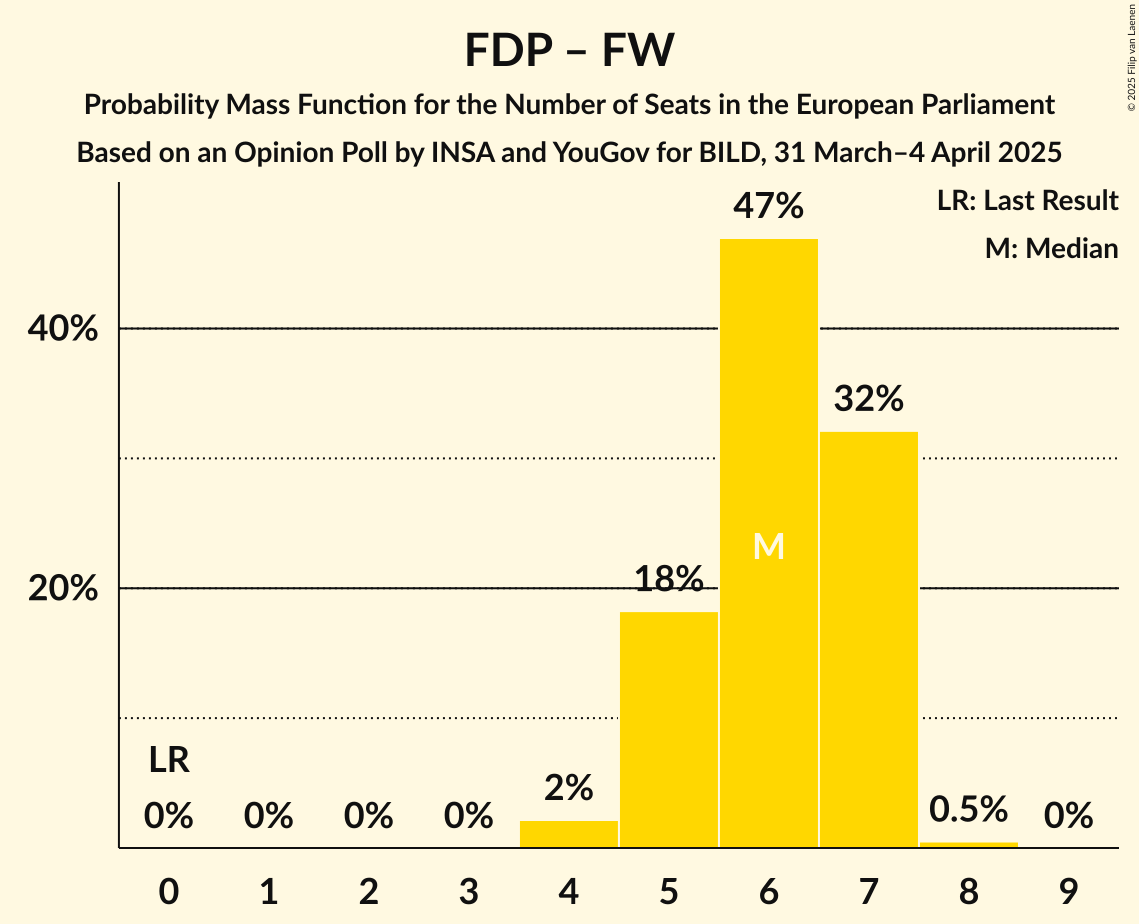 FDP – FW
Probability Mass Function for the Number of Seats in the European Parliament
Based on an Opinion Poll by INSA and YouGov for BILD, 31 March–4 April 2025
© 2025 Filip van Laenen
LR: Last Result
M: Median
47%
40%
32%
M
18%
20%
LR
2%
0.5%
0% 0% 0% 0% 0%
0 1 2 3 4 5 6 7 8 9